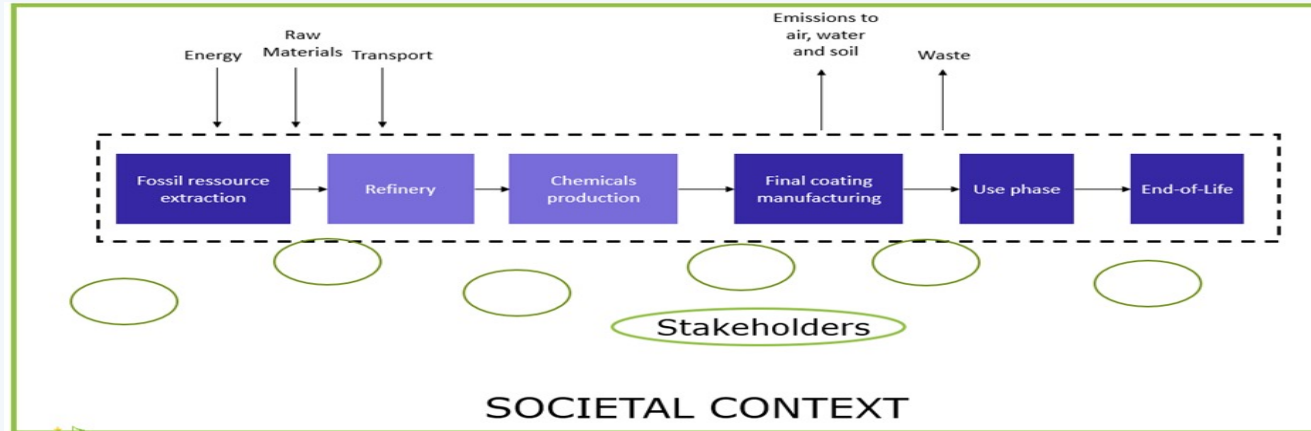 Energy
Raw
Materials
Transport
Emissions to
air, water
and soil
Waste
Fossil ressource
extraction
Refinery
Chemicals
production
Final coating
manufacturing
Use phase
End-of-Life
Stakeholders
SOCIETAL CONTEXT